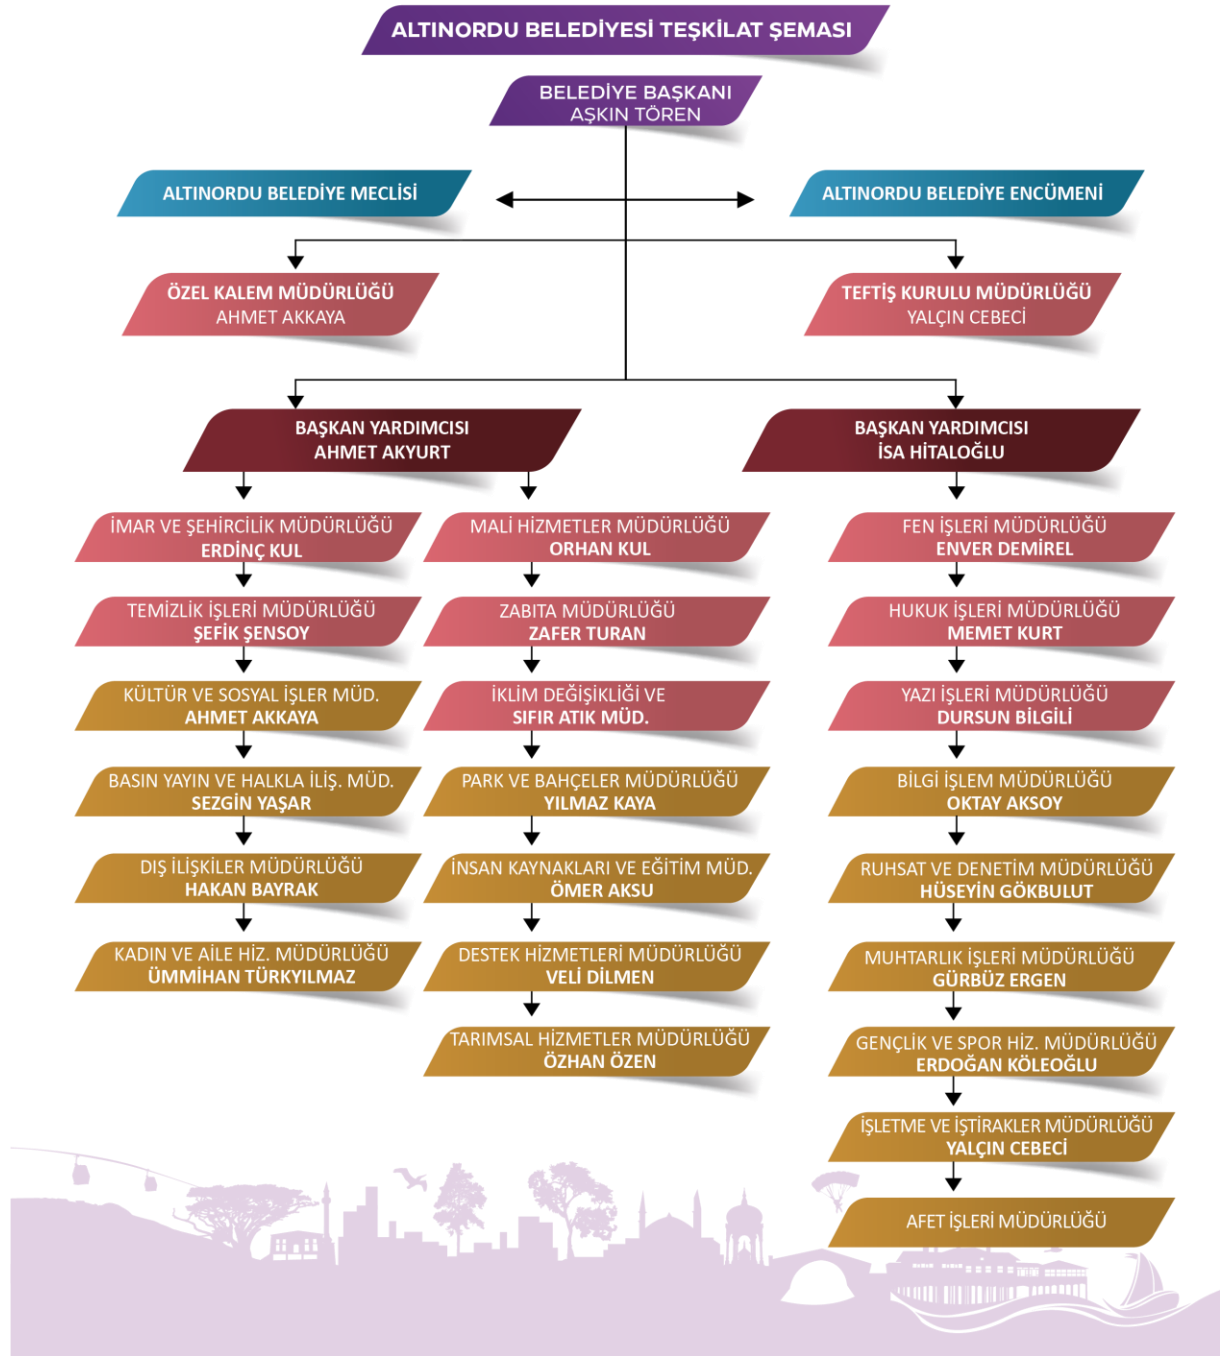 ALTINORDU BELEDİYESİ TEŞKİLAT ŞEMASI
BELEDİYE BAŞKANI
AŞKIN TÖREN
ALTINORDU BELEDİYE MECLİSİ
ALTINORDU BELEDİYE ENCÜMENİ
ÖZEL KALEM MÜDÜRLÜĞÜ
AHMET AKKAYA
TEFTİŞ KURULU MÜDÜRLÜĞÜ
YALÇIN CEBECİ
BAŞKAN YARDIMCISI
AHMET AKYURT
BAŞKAN YARDIMCISI
İSA HİTALOĞLU
İMAR VE ŞEHİRCİLİK MÜDÜRLÜĞÜ
ERDİNÇ KUL
TEMİZLİK İŞLERİ MÜDÜRLÜĞÜ
ŞEFİK ŞENSOY
KÜLTÜR VE SOSYAL İŞLER MÜD.
AHMET AKKAYA
BASIN YAYIN VE HALKLA İLİŞ. MÜD.
SEZGİN YAŞAR
DIŞ İLİŞKİLER MÜDÜRLÜĞÜ
HAKAN BAYRAK
KADIN VE AİLE HİZ. MÜDÜRLÜĞÜ
ÜMMİHAN TÜRKYILMAZ
MALİ HİZMETLER MÜDÜRLÜĞÜ
ORHAN KUL
ZABITA MÜDÜRLÜĞÜ
ZAFER TURAN
İKLİM DEĞİŞİKLİĞİ VE
SIFIR ATIK MÜD.
PARK VE BAHÇELER MÜDÜRLÜĞÜ
YILMAZ KAYA
İNSAN KAYNAKLARI VE EĞİTİM MÜD.
ÖMER AKSU
DESTEK HİZMETLERİ MÜDÜRLÜĞÜ
VELİ DİLMEN
TARIMSAL HİZMETLER MÜDÜRLÜĞÜ
ÖZHAN ÖZEN
FEN İŞLERİ MÜDÜRLÜĞÜ
ENVER DEMİREL
HUKUK İŞLERİ MÜDÜRLÜĞÜ
MEMET KURT
YAZI İŞLERİ MÜDÜRLÜĞÜ
DURSUN BİLGİLİ
BİLGİ İŞLEM MÜDÜRLÜĞÜ
OKTAY AKSOY
RUHSAT VE DENETİM MÜDÜRLÜĞÜ
HÜSEYİN GÖKBULUT
MUHTARLIK İŞLERİ MÜDÜRLÜĞÜ
GÜRBÜZ ERGEN
GENÇLİK VE SPOR HİZ. MÜDÜRLÜĞÜ
ERDOĞAN KÖLEOĞLU
İŞLETME VE İŞTİRAKLER MÜDÜRLÜĞÜ
YALÇIN CEBECİ
AFET İŞLERİ MÜDÜRLÜĞÜ